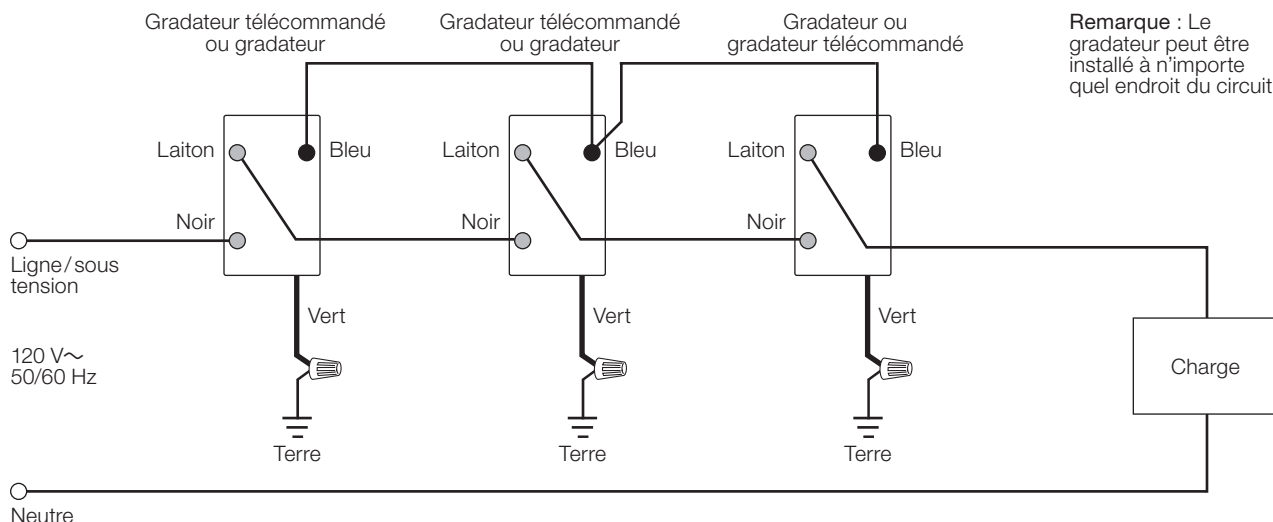 Gradateur télécommandé
ou gradateur
Gradateur télécommandé
ou gradateur
Gradateur ou
gradateur télécommandé
Remarque : Le
gradateur peut être
installé à n'importe
quel endroit du circuit
Laiton
Bleu
Laiton
Bleu
Laiton
Bleu
Noir
Noir
Noir
Ligne/sous
tension
Vert
Vert
Vert
120 V~
50/60 Hz
Charge
Terre
Terre
Terre
Neutre